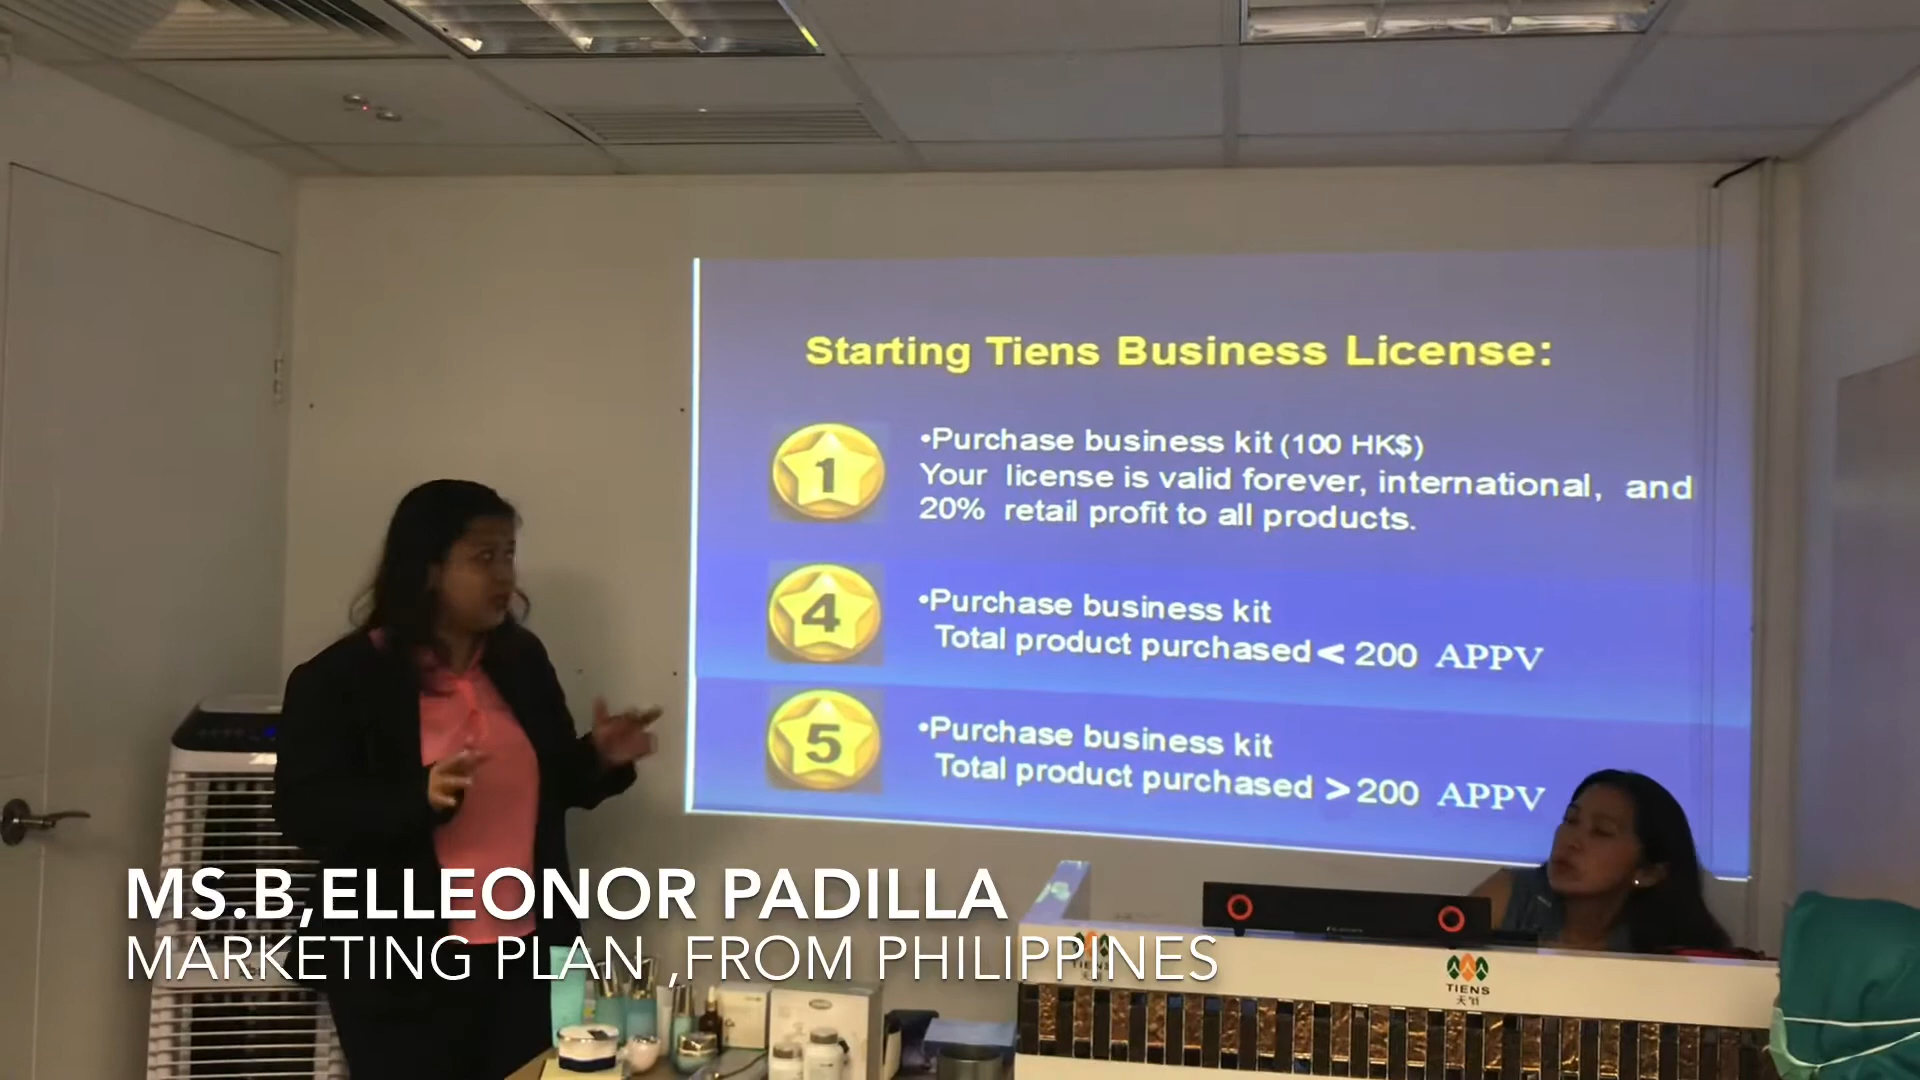 Starting Tiens Business License:
1
•Purchase business kit (100 HK$)
Your license is valid forever, international, and
20% retail profit to all products.
4
•Purchase business kit
Total product purchased < 200 APPV
5
•Purchase business kit
Total product purchased > 200 APPV
MS.B,ELLEONOR PADILLA
MARKETING PLAN ,FROM PHILIPPINES
TIENS
TIENS
天狮